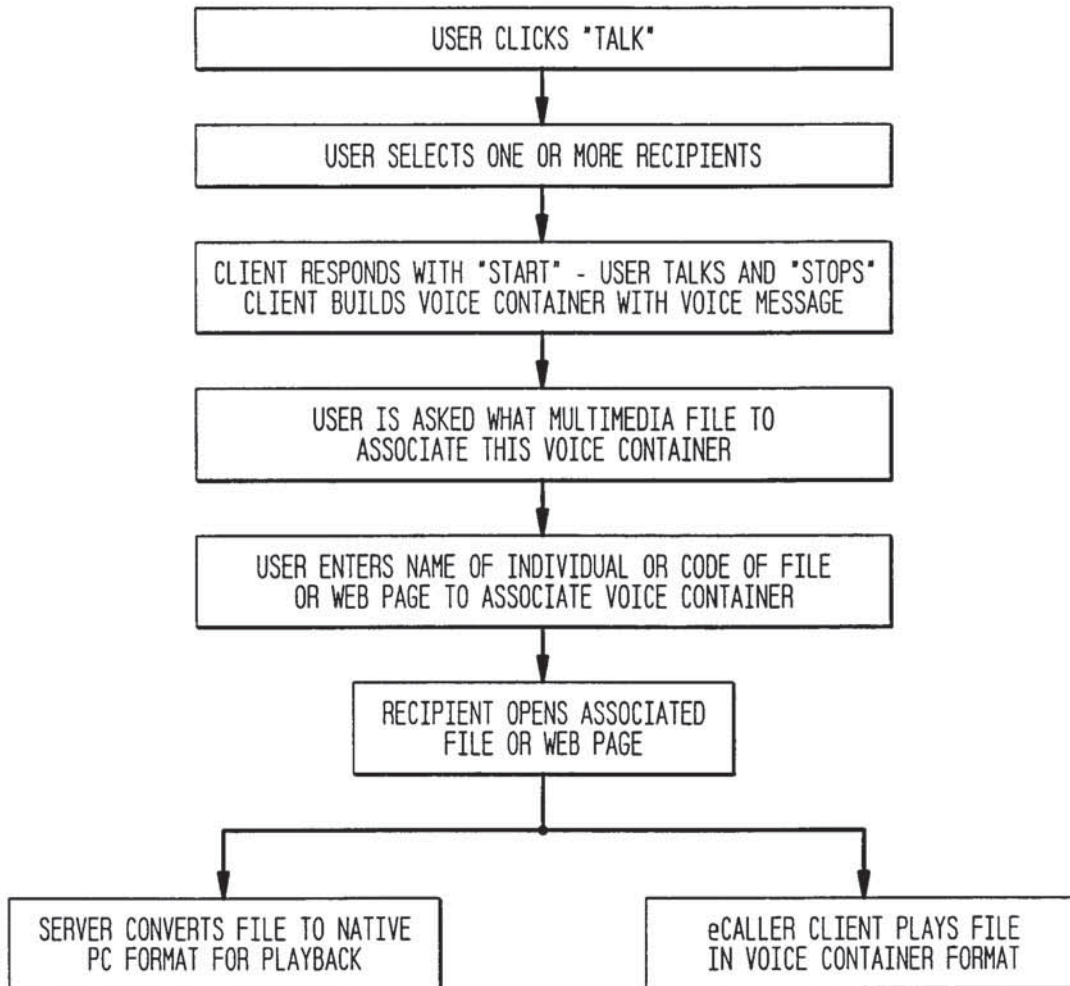 USER CLICKS "TALK"
USER SELECTS ONE OR MORE RECIPIENTS
CLIENT RESPONDS WITH "START" - USER TALKS AND "STOPS"
CLIENT BUILDS VOICE CONTAINER WITH VOICE MESSAGE
USER IS ASKED WHAT MULTIMEDIA FILE TO
ASSOCIATE THIS VOICE CONTAINER
USER ENTERS NAME OF INDIVIDUAL OR CODE OF FILE
OR WEB PAGE TO ASSOCIATE VOICE CONTAINER
RECIPIENT OPENS ASSOCIATED
FILE OR WEB PAGE
SERVER CONVERTS FILE TO NATIVE
PC FORMAT FOR PLAYBACK
eCALLER CLIENT PLAYS FILE
IN VOICE CONTAINER FORMAT